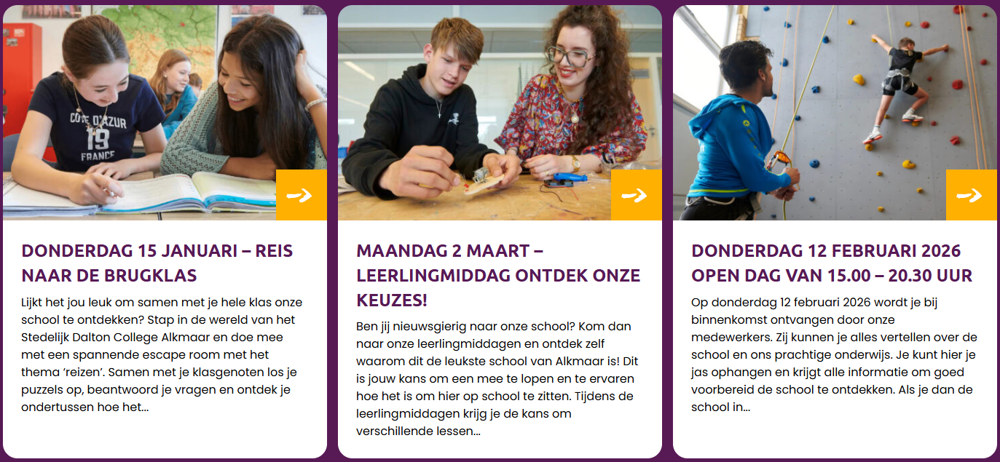 CÔTE D'AZUR
19
FRANCE
DONDERDAG 15 JANUARI – REIS
NAAR DE BRUGKLAS
Lijkt het jou leuk om samen met je hele klas onze
school te ontdekken? Stap in de wereld van het
Stedelijk Dalton College Alkmaar en doe mee
met een spannende escape room met het
thema ‘reizen’. Samen met je klasgenoten los je
puzzels op, beantwoord je vragen en ontdek je
ondertussen hoe het...
MAANDAG 2 MAART –
LEERLINGMIDDAG ONTDEK ONZE
KEUZES!
Ben jij nieuwsgierig naar onze school? Kom dan
naar onze leerlingmiddagen en ontdek zelf
waarom dit de leukste school van Alkmaar is! Dit
is jouw kans om een mee te lopen en te ervaren
hoe het is om hier op school te zitten. Tijdens de
leerlingmiddagen krijg je de kans om
verschillende lessen...
DONDERDAG 12 FEBRUARI 2026
OPEN DAG VAN 15.00 – 20.30 UUR
Op donderdag 12 februari 2026 wordt je bij
binnenkomst ontvangen door onze
medewerkers. Zij kunnen je alles vertellen over de
school en ons prachtige onderwijs. Je kunt hier je
jas ophangen en krijgt alle informatie om goed
voorbereid de school te ontdekken. Als je dan de
school in...